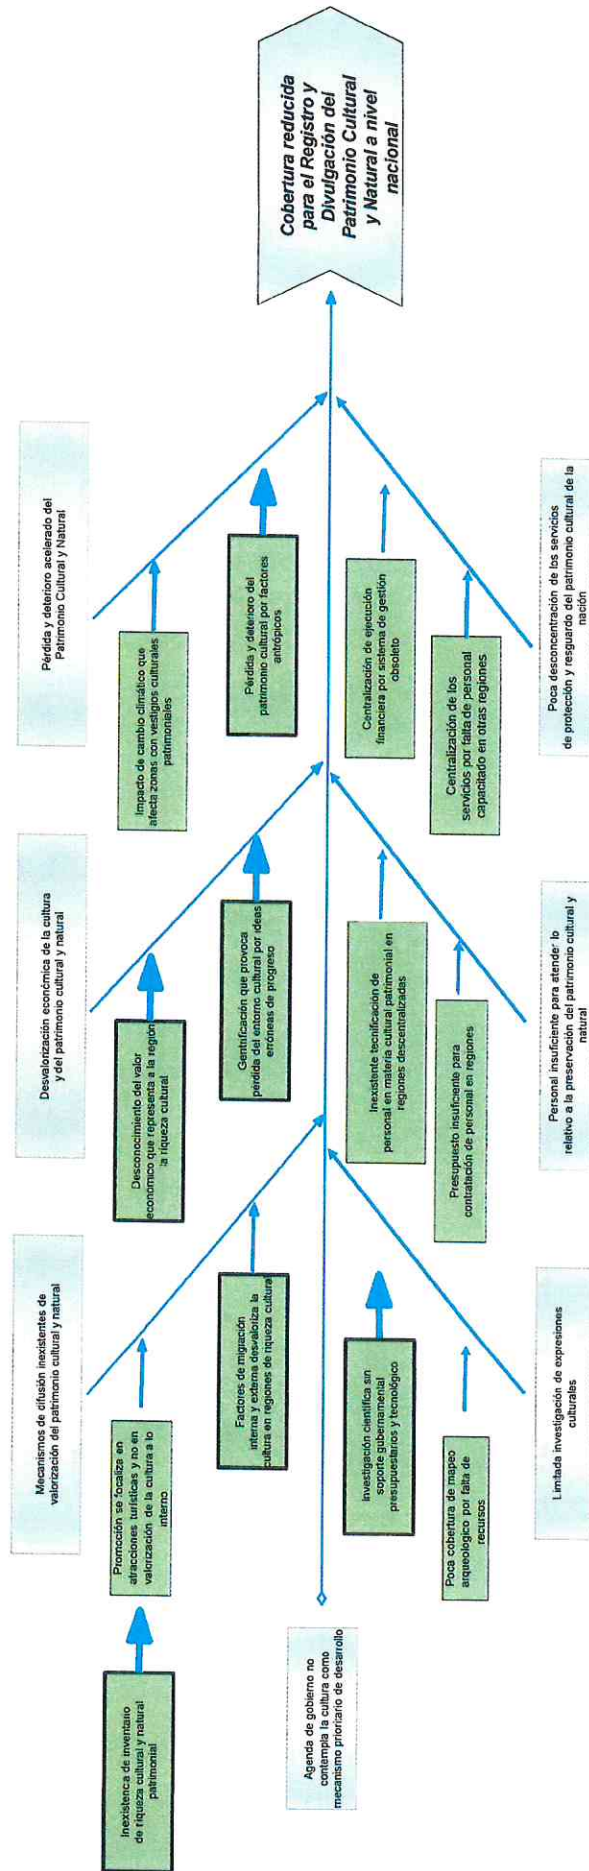 Cobertura reducida
para el Registro y
Divulgación del
Patrimonio Cultural
y Natural a nivel
nacional
Mecanismos de difusión inexistentes de
valorización del patrimonio cultural y natural
Desvalorización económica de la cultura
y del patrimonio cultural y natural
Pérdida y deterioro acelerado del
Patrimonio Cultural y Natural
Inexistenca de inventario
de riqueza cultural y natural
patrimonial
Promoción se focaliza en
atracciones turísticas y no en
valorización de la cultura a lo
interno
Desconocimiento del valor
económico que representa a la región
la riqueza cultural
Impacto de cambio climático que
afecta zonas con vestigios culturales
patrimoniales
Factores de migración
interna y externa desvaloriza la
cultura en regiones de riqueza cultural
Gentrificación que provoca
pérdida del entorno cultural por ideas
erróneas de progreso
Pérdida y deterioro del
patrimonio cultural por factores
antrópicos
Agenda de gobierno no
contempla la cultura como
mecanismo prioritario de desarrollo
Investigación científica sin
soporte gubernamental
presupuestarios y tecnológico
Inexistente tecnificación de
personal en materia cultural patrimonial en
regiones descentralizadas
Centralización de ejecución
financiera por sistema de gestión
obsoleto
Poca cobertura de mapeo
arqueológico por falta de
recursos
Presupuesto insuficiente para
contratación de personal en regiones
Centralización de los
servicios por falta de personal
capacitado en otras regiones
Limitada investigación de expresiones
culturales
Personal insuficiente para atender lo
relativo a la preservación del patrimonio cultural y
natural
Poca desconcentración de los servicios
de protección y resguardo del patrimonio cultural de la
nación